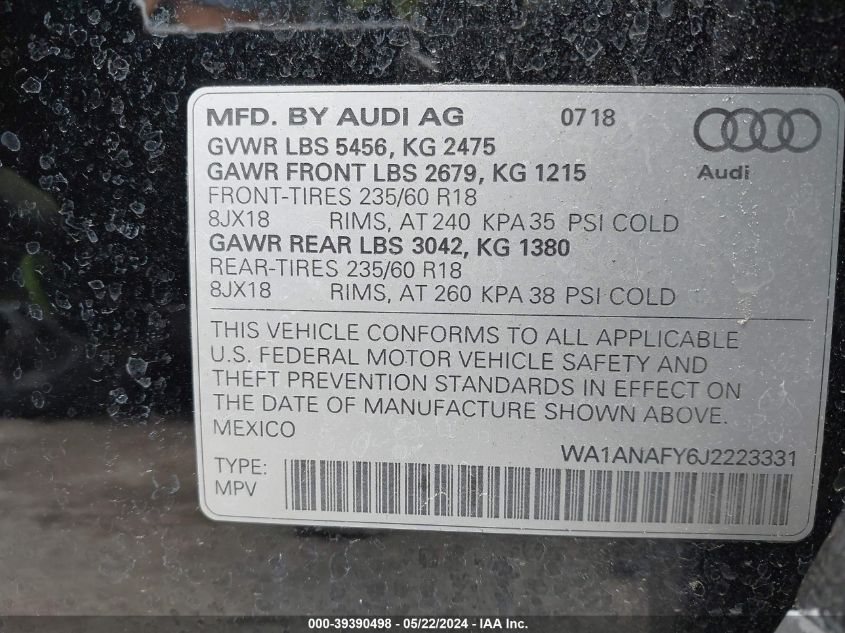 MFD. BY AUDI AG 0718
GVWR LBS 5456, KG 2475
GAWR FRONT LBS 2679, KG 1215
Audi
FRONT-TIRES 235/60 R18
8JX18 RIMS, AT 240 KPA 35 PSI COLD
GAWR REAR LBS 3042, KG 1380
REAR-TIRES 235/60 R18
8JX18 RIMS, AT 260 KPA 38 PSI COLD
THIS VEHICLE CONFORMS TO ALL APPLICABLE
U.S. FEDERAL MOTOR VEHICLE SAFETY AND
THEFT PREVENTION STANDARDS IN EFFECT ON
THE DATE OF MANUFACTURE SHOWN ABOVE.
MEXICO
WA1ANAFY6J2223331
TYPE:
MPV
000-39390498 - 05/22/2024 - IAA Inc.